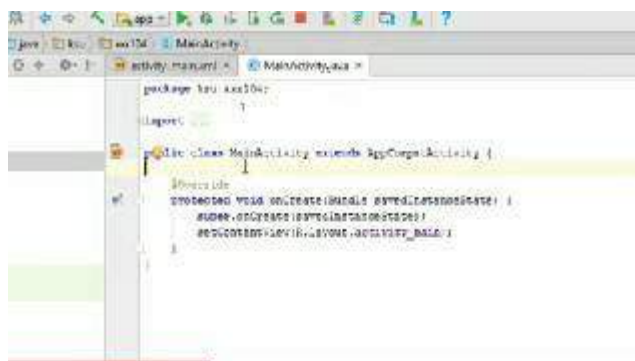 app
java
MainActivity
activity_main.xml MainActivity.java
package
import ...
public class MainActivity extends AppCompatActivity {
@Override
protected void onCreate(Bundle savedInstanceState) {
super.onCreate(savedInstanceState);
setContentView(R.layout.activity_main);
}
}